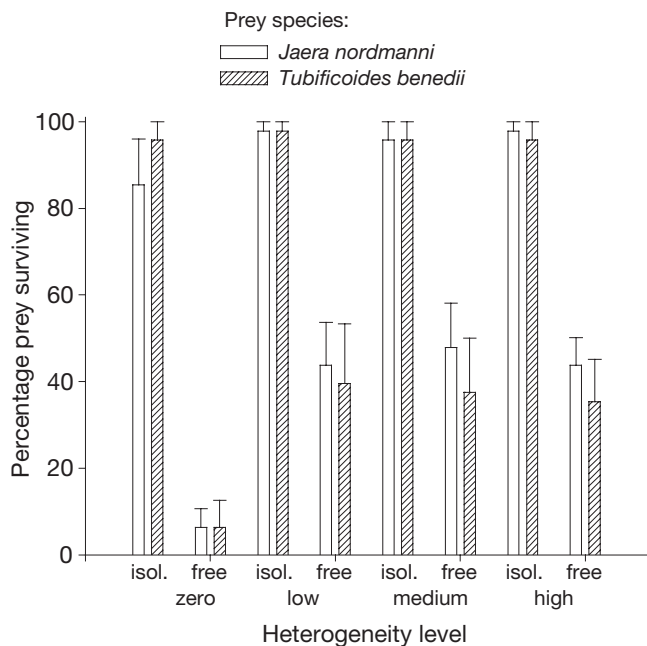 Prey species:
Jaera nordmanni
Tubificoides benedii
Percentage prey surviving
100
80
60
40
20
0
isol. free isol. free isol. free isol. free
zero low medium high
Heterogeneity level